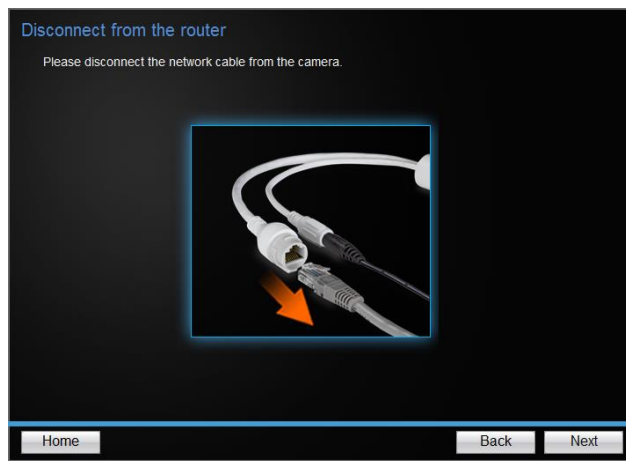 Disconnect from the router
Please disconnect the network cable from the camera.
Home
Back
Next